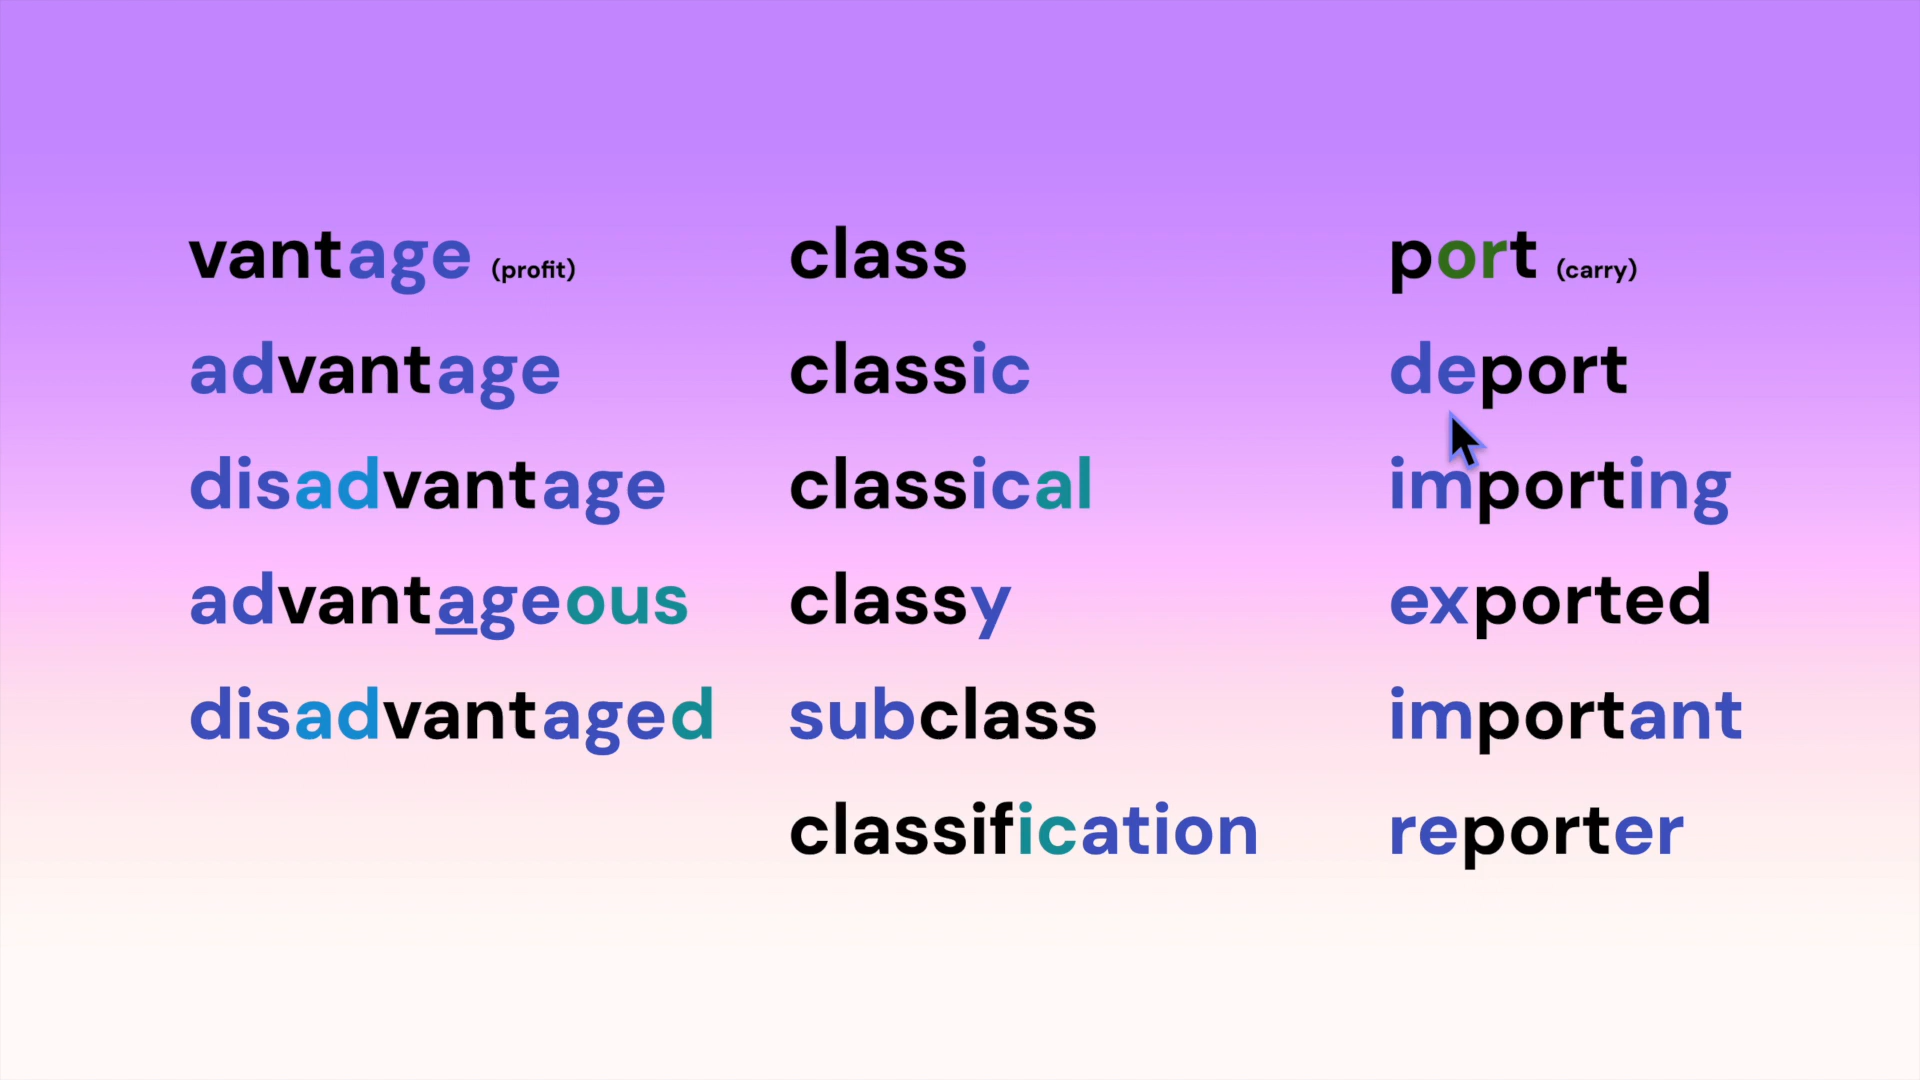 vantage (profit)
advantage
disadvantage
advantageous
disadvantaged
class
classic
classical
classy
subclass
classification
port (carry)
deport
importing
exported
important
reporter